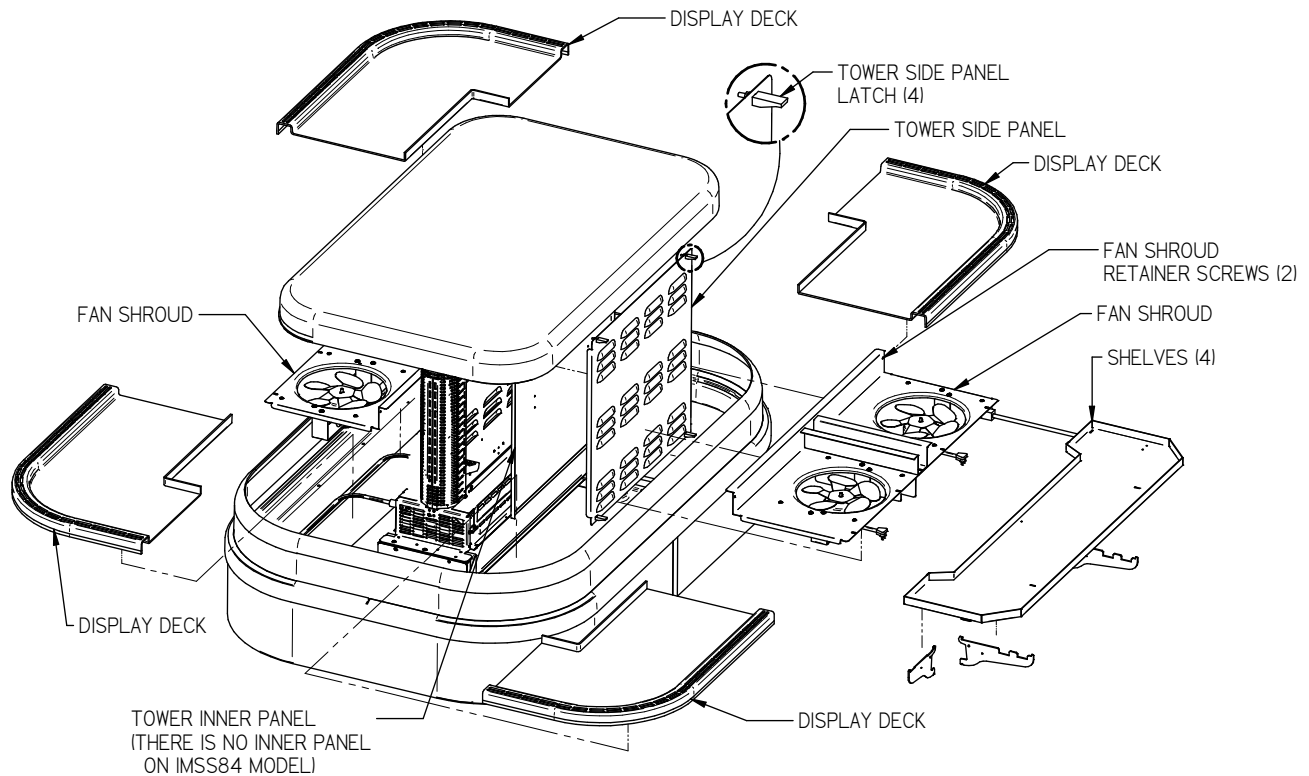 DISPLAY DECK
TOWER SIDE PANEL
LATCH (4)
TOWER SIDE PANEL
DISPLAY DECK
FAN SHROUD
RETAINER SCREWS (2)
FAN SHROUD
FAN SHROUD
SHELVES (4)
DISPLAY DECK
DISPLAY DECK
TOWER INNER PANEL
(THERE IS NO INNER PANEL
ON IMSS84 MODEL)